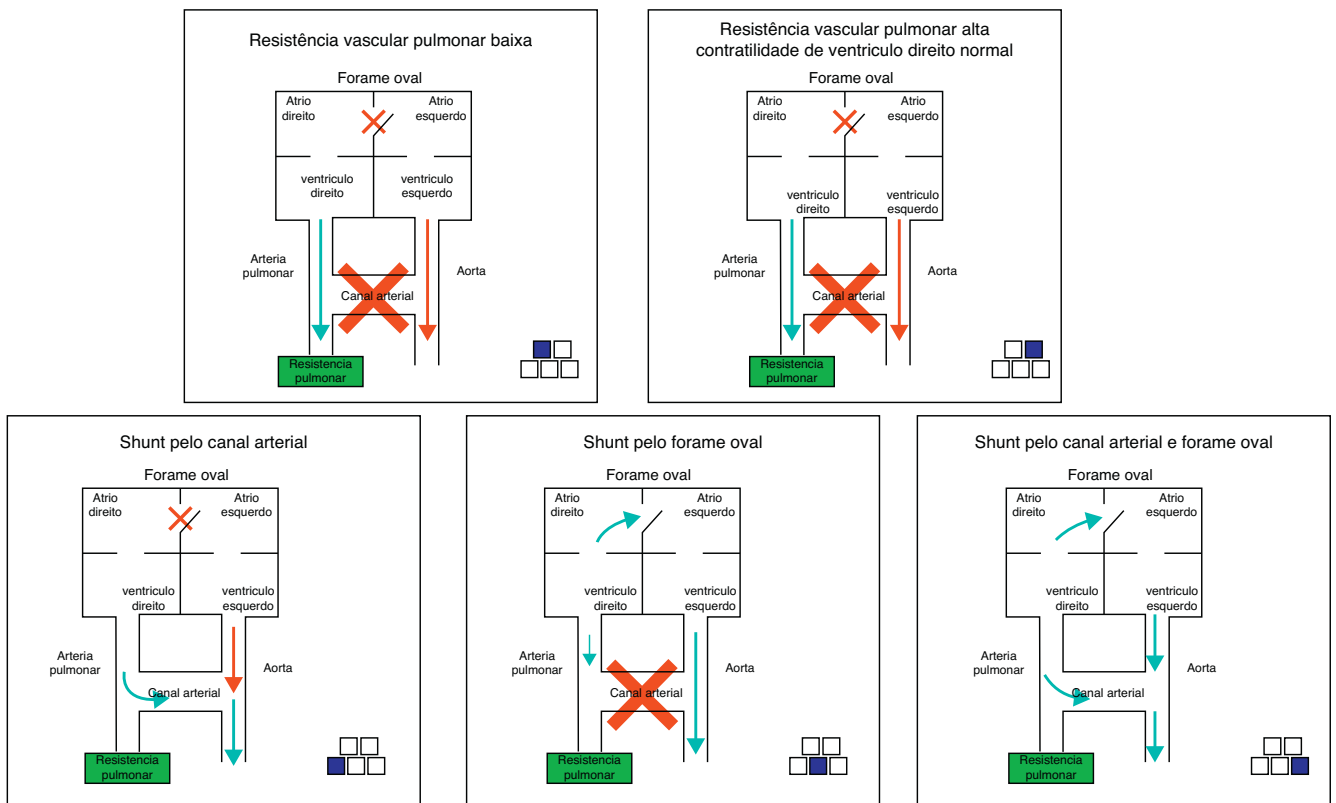 Resistência vascular pulmonar baixa
Forame oval
Atrio
direito
Atrio
esquerdo
ventriculo
direito
ventriculo
esquerdo
Arteria
pulmonar
Aorta
Canal arterial
Resistencia
pulmonar
Resistência vascular pulmonar alta
contratilidade de ventriculo direito normal
Forame oval
Atrio
direito
Atrio
esquerdo
ventriculo
direito
ventriculo
esquerdo
Arteria
pulmonar
Aorta
Canal arterial
Resistencia
pulmonar
Shunt pelo canal arterial
Forame oval
Atrio
direito
Atrio
esquerdo
ventriculo
direito
ventriculo
esquerdo
Arteria
pulmonar
Aorta
Canal arterial
Resistencia
pulmonar
Shunt pelo forame oval
Forame oval
Atrio
direito
Atrio
esquerdo
ventriculo
direito
ventriculo
esquerdo
Arteria
pulmonar
Aorta
Canal arterial
Resistencia
pulmonar
Shunt pelo canal arterial e forame oval
Forame oval
Atrio
direito
Atrio
esquerdo
ventriculo
direito
ventriculo
esquerdo
Arteria
pulmonar
Aorta
Canal arterial
Resistencia
pulmonar